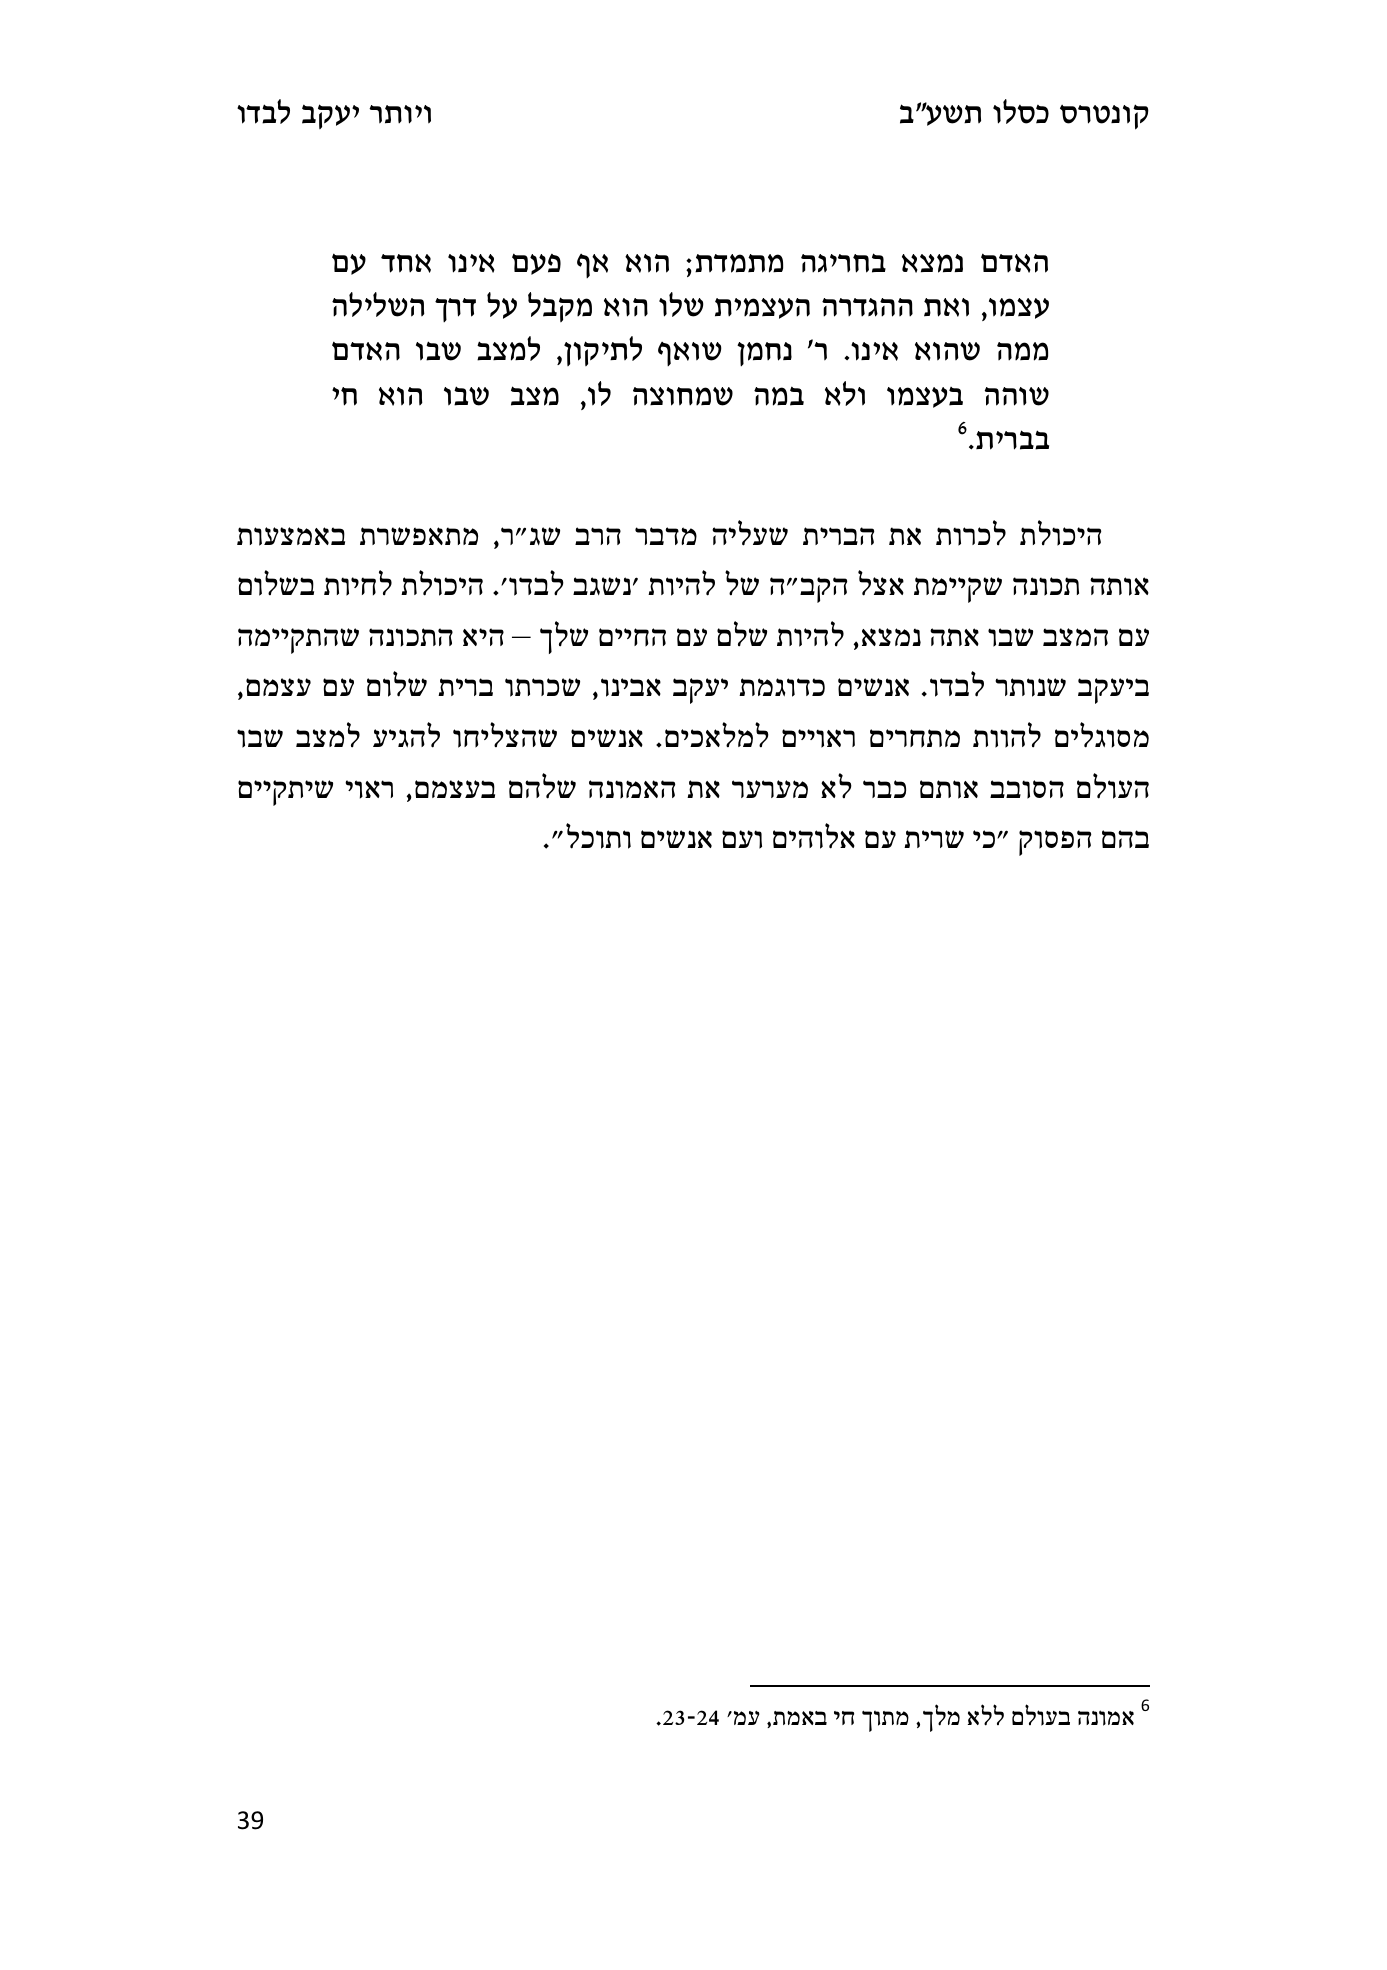 קונטרס כסלו תשע״ב ויותר יעקב לבדו
האדם נמצא בחריגה מתמדת; הוא אף פעם אינו אחד עם
עצמו, ואת ההגדרה העצמית שלו הוא מקבל על דרך השלילה
ממה שהוא אינו. ר׳ נחמן שואף לתיקון, למצב שבו האדם
שוהה בעצמו ולא במה שמחוצה לו, מצב שבו הוא חי
בברית.6
היכולת לכרות את הברית שעליה מדבר הרב שג״ר, מתאפשרת באמצעות
אותה תכונה שקיימת אצל הקב״ה של להיות ׳נשגב לבדו׳. היכולת לחיות בשלום
עם המצב שבו אתה נמצא, להיות שלם עם החיים שלך – היא התכונה שהתקיימה
ביעקב שנותר לבדו. אנשים כדוגמת יעקב אבינו, שכרתו ברית שלום עם עצמם,
מסוגלים להוות מתחרים ראויים למלאכים. אנשים שהצליחו להגיע למצב שבו
העולם הסובב אותם כבר לא מערער את האמונה שלהם בעצמם, ראוי שיתקיים
בהם הפסוק ״כי שרית עם אלוהים ועם אנשים ותוכל״.
6 אמונה בעולם ללא מלך, מתוך חי באמת, עמ׳ 23-24.
39